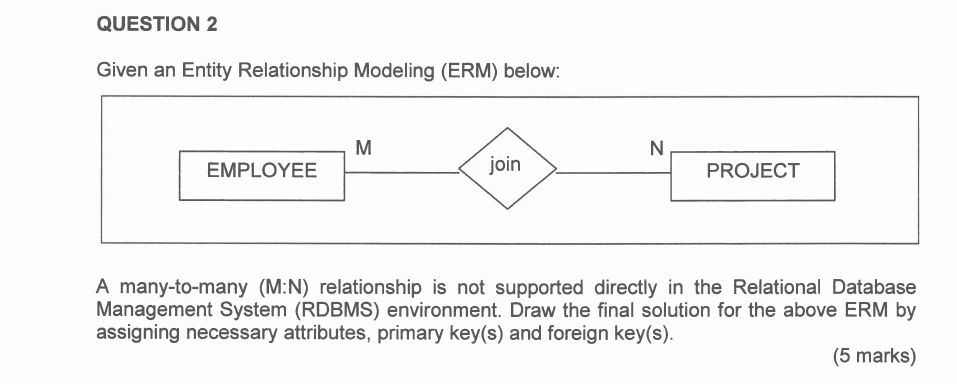 QUESTION 2
Given an Entity Relationship Modeling (ERM) below:
M
N
EMPLOYEE
join
PROJECT
A many-to-many (M:N) relationship is not supported directly in the Relational Database
Management System (RDBMS) environment. Draw the final solution for the above ERM by
assigning necessary attributes, primary key(s) and foreign key(s).
(5 marks)